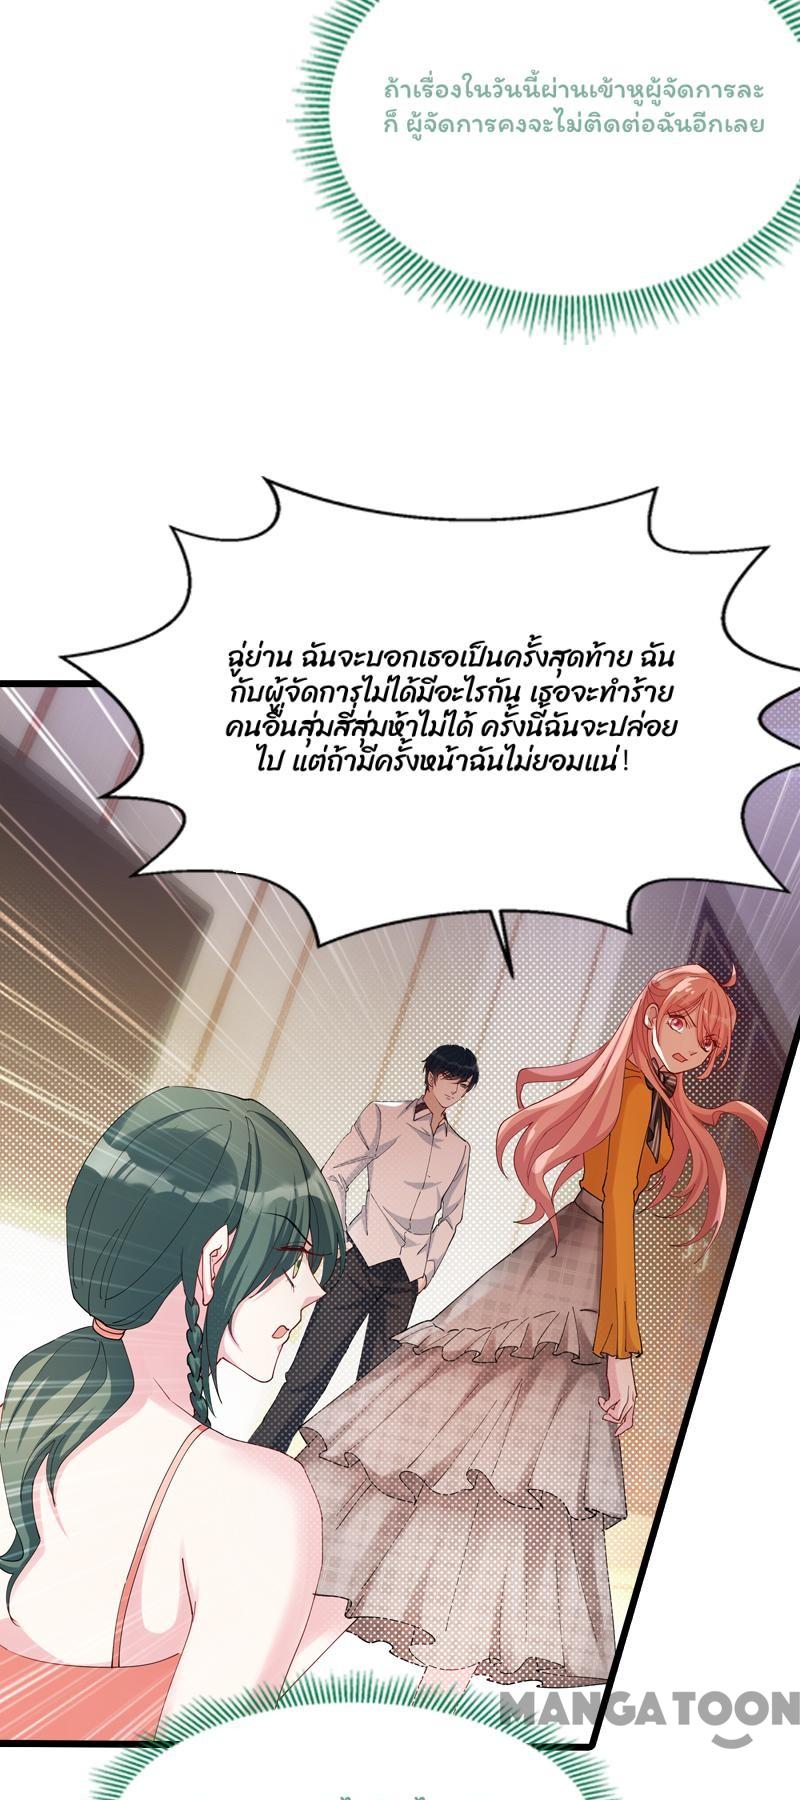 ถ้าเรื่องในวันนี้ผ่านเข้าหูผู้จัดการละ
ก็ ผู้จัดการคงจะไม่ติดต่อฉันอีกเลย
ฉู่ย่าน ฉันจะบอกเธอเป็นครั้งสุดท้าย ฉัน
กับผู้จัดการไม่ได้มีอะไรกัน เธอจะทำร้าย
คนอื่นสุ่มสี่สุ่มห้าไม่ได้ ครั้งนี้ฉันจะปล่อย
ไป แต่ถ้ามีครั้งหน้าฉันไม่ยอมแน่!
MANGATOON